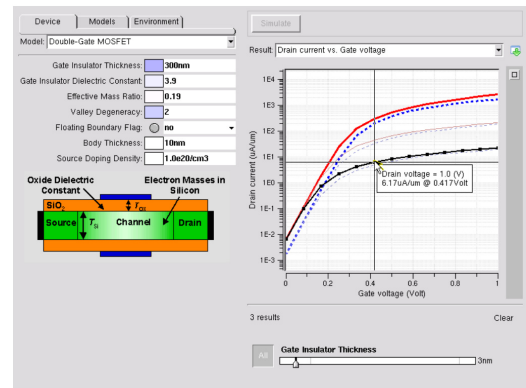 Device Models Environment
Model: Double-Gate MOSFET
Gate Insulator Thickness: 300nm
Gate Insulator Dielectric Constant: 3.9
Effective Mass Ratio: 0.19
Valley Degeneracy: 2
Floating Boundary Flag: no
Body Thickness: 10nm
Source Doping Density: 1.0e20/cm3
Oxide Dielectric Constant
Electron Masses in Silicon
SiO2 Tox
Source TSi Channel Drain
Simulate
Result: Drain current vs. Gate voltage
Drain current (uA/um)
1E4
1E3
1E2
1E1
1E0
1E-1
1E-2
1E-3
Drain voltage = 1.0 (V)
6.17uA/um @ 0.417Volt
0 0.2 0.4 0.6 0.8 1
Gate voltage (Volt)
3 results Clear
All
Gate Insulator Thickness
3nm